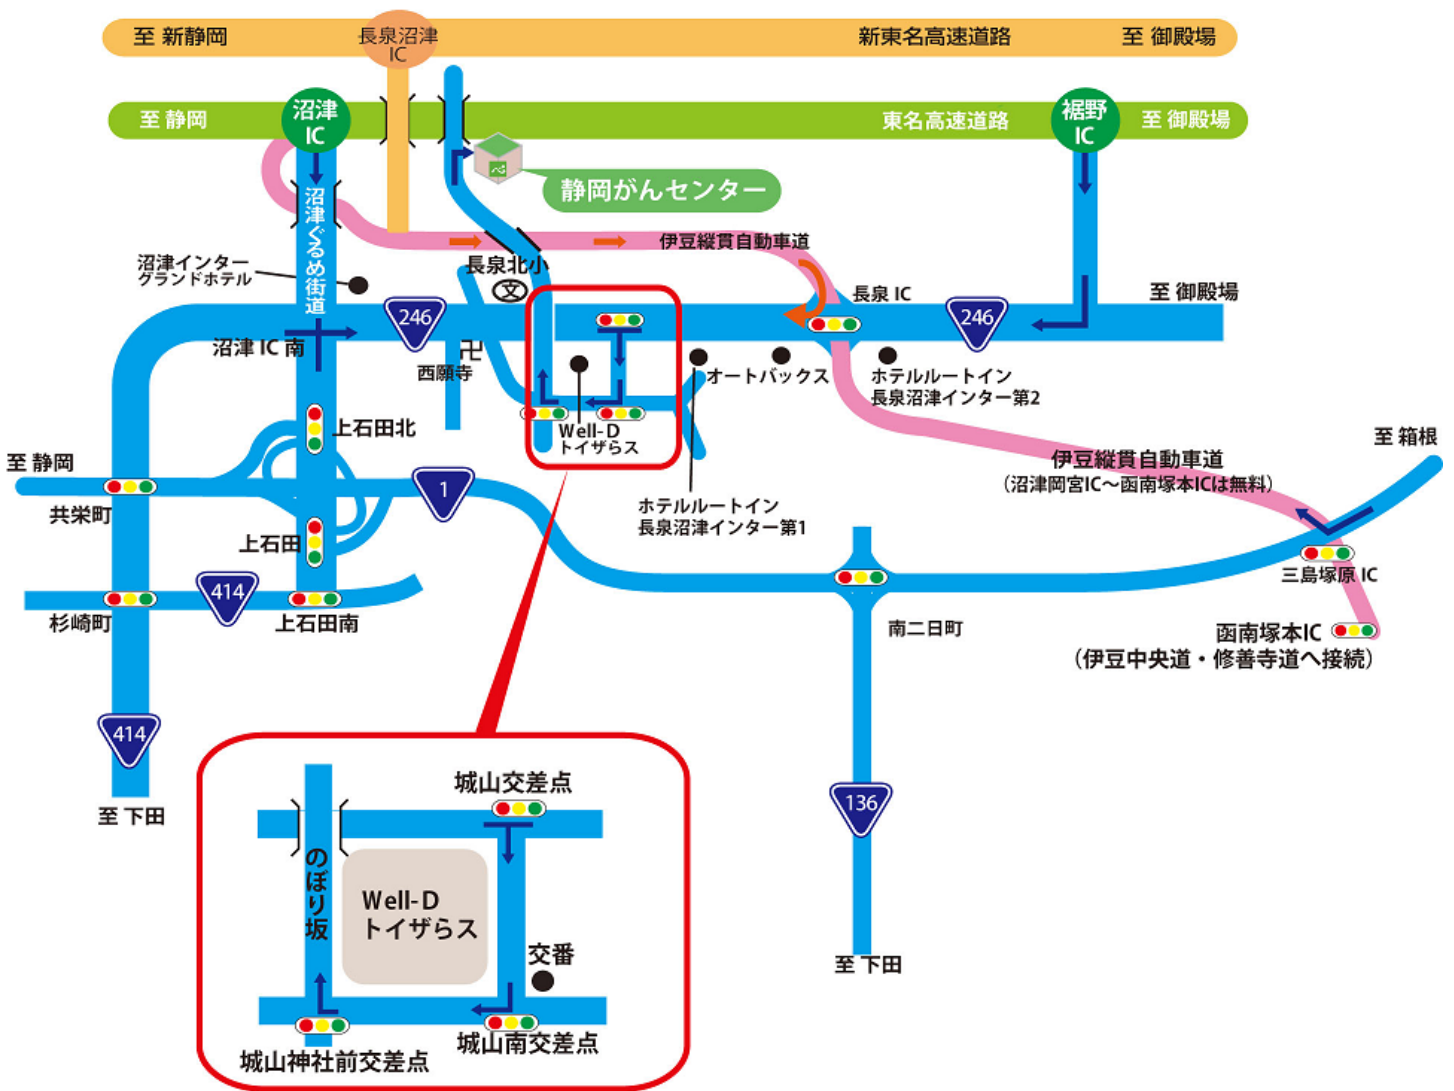 至 新静岡
長泉沼津
IC
新東名高速道路
至 御殿場
至 静岡
沼津
IC
東名高速道路
裾野
IC
至 御殿場
静岡がんセンター
沼津ぐるめ街道
伊豆縦貫自動車道
沼津インター
グランドホテル
長泉北小
文
長泉 IC
至 御殿場
246
246
沼津 IC 南
西願寺
卍
オートバックス
ホテルルートイン
長泉沼津インター第2
Well-D
トイザらス
上石田北
至 静岡
共栄町
1
上石田
ホテルルートイン
長泉沼津インター第1
至 箱根
伊豆縦貫自動車道
(沼津岡宮IC～函南塚本ICは無料)
三島塚原 IC
414
杉崎町
上石田南
南二日町
函南塚本IC
(伊豆中央道・修善寺道へ接続)
414
至 下田
136
至 下田
城山交差点
のぼり坂
Well-D
トイザらス
交番
城山南交差点
城山神社前交差点